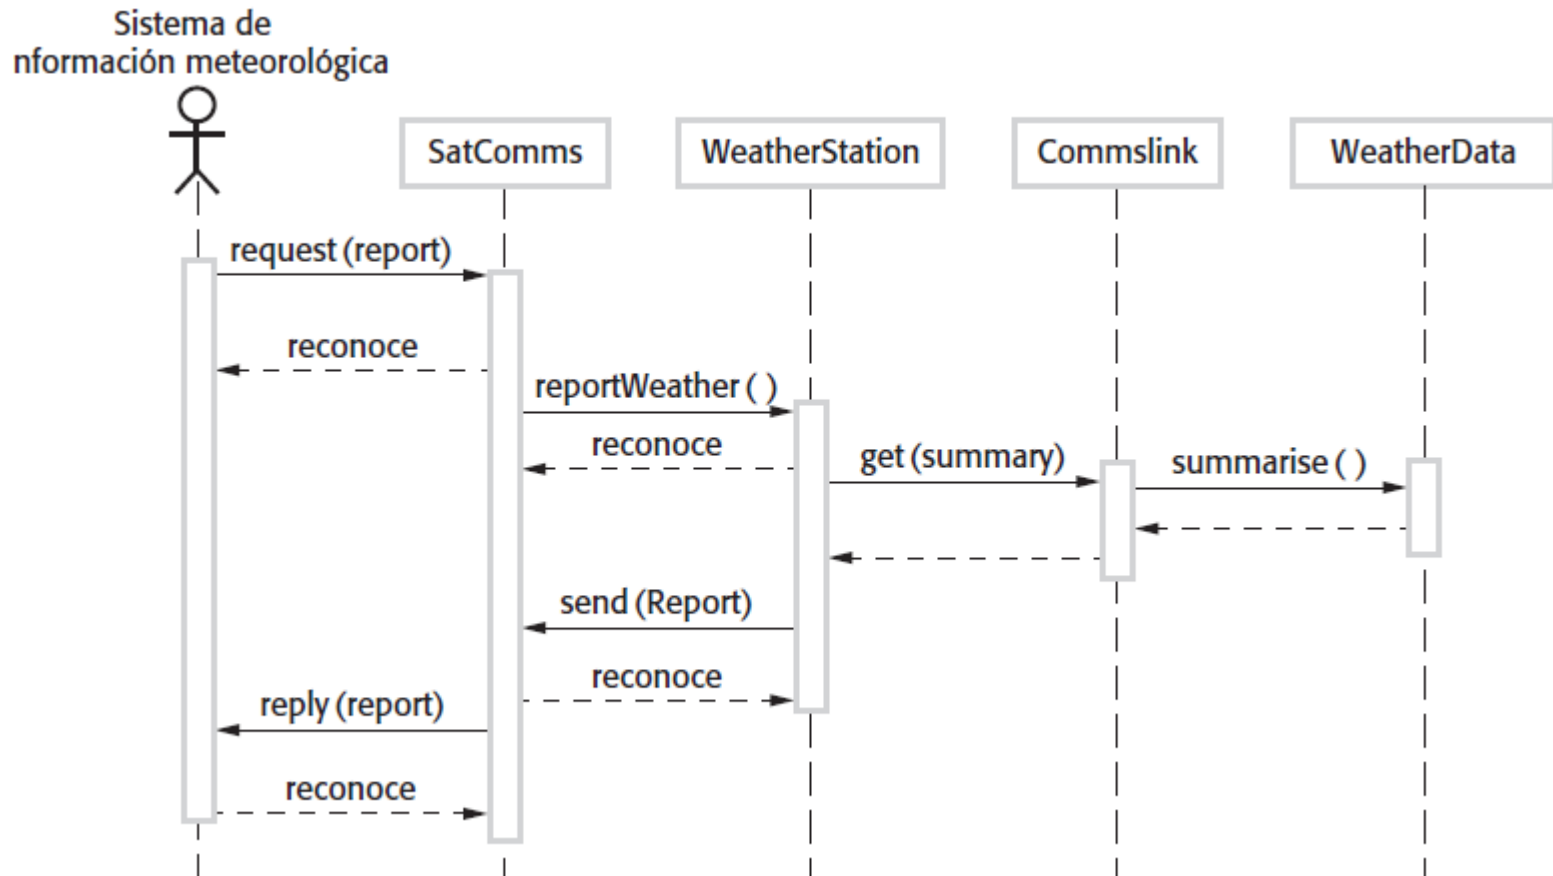 Sistema de
nformación meteorológica
SatComms
WeatherStation
Commslink
WeatherData
request (report)
reconoce
reportWeather ( )
reconoce
get (summary)
summarise ( )
send (Report)
reconoce
reply (report)
reconoce